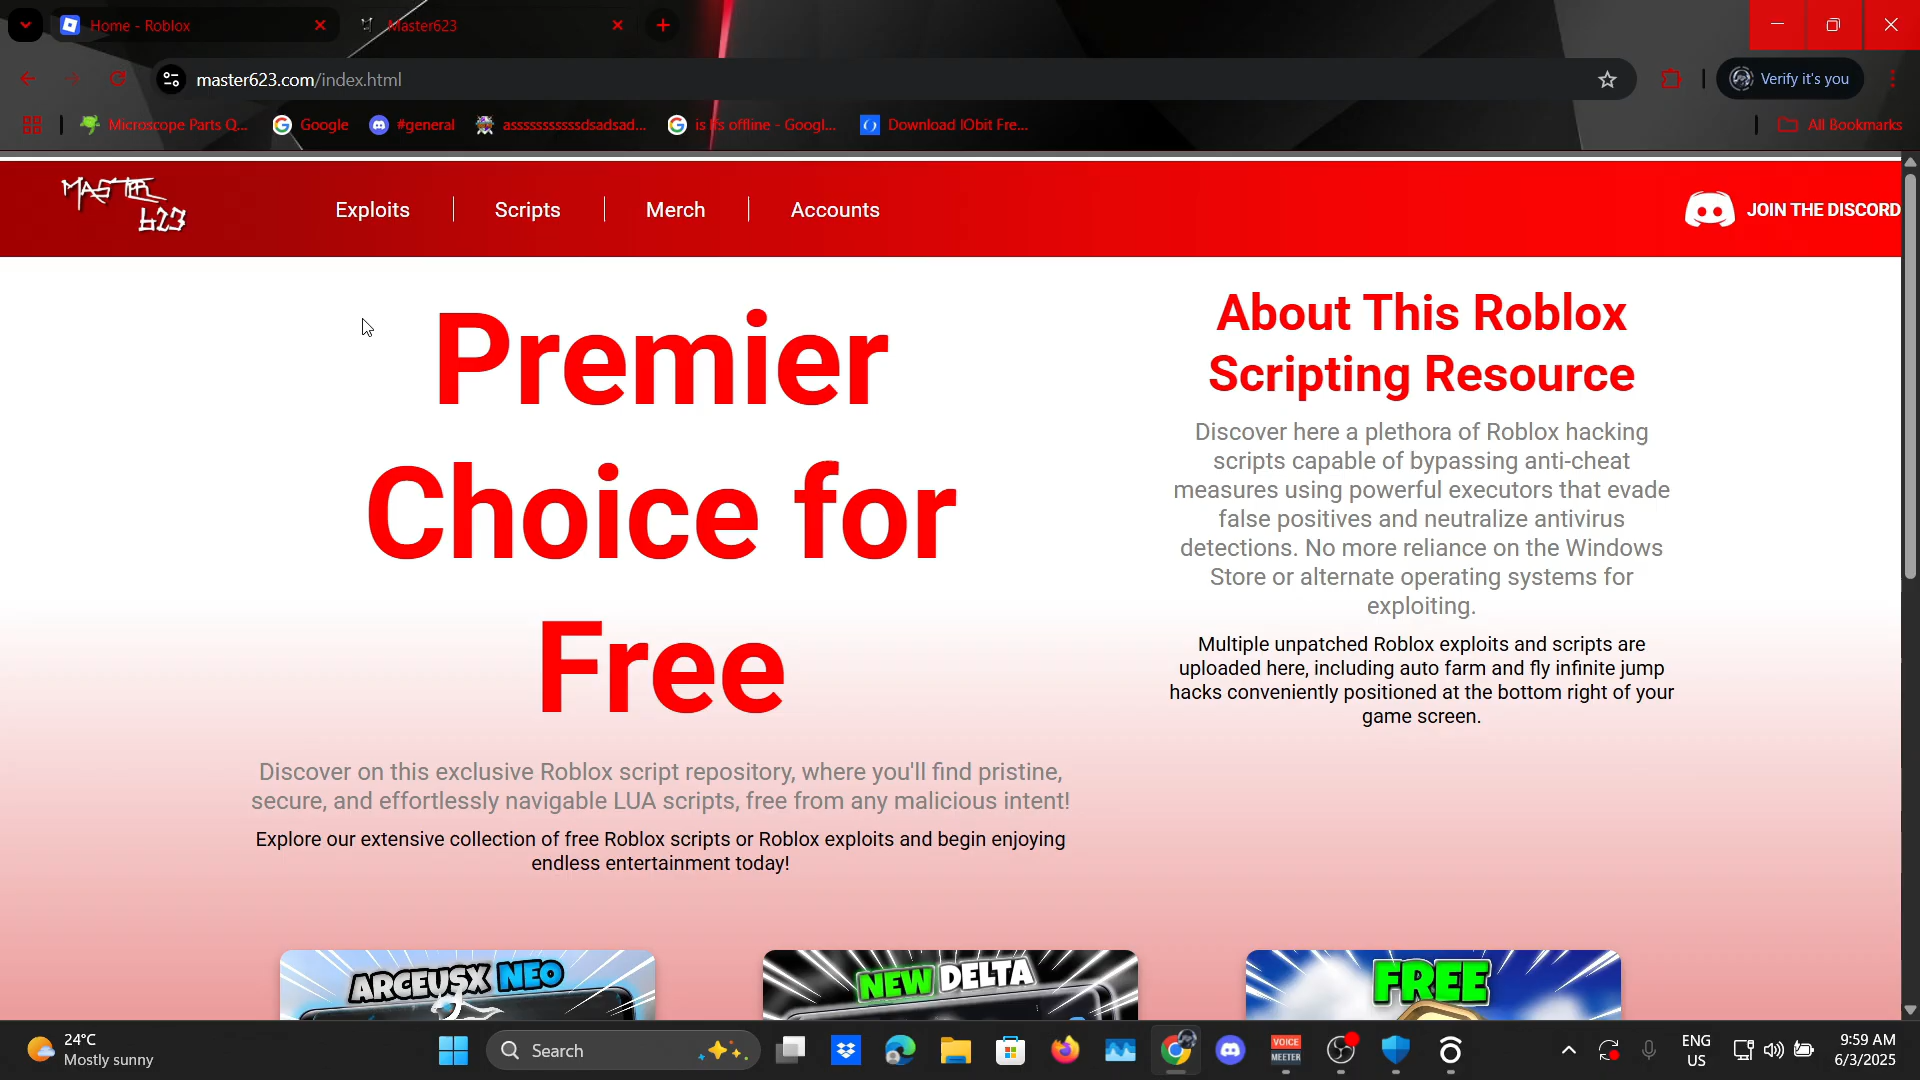 Home - Roblox
Master623
master623.com/index.html
Verify it's you
Microscope Parts Q...
Google
#general
asssssssssssdsadsad...
is lfs offline - Googl...
Download IObit Fre...
All Bookmarks
MASTER
623
Exploits
Scripts
Merch
Accounts
JOIN THE DISCORD
Premier
Choice for
Free
Discover on this exclusive Roblox script repository, where you'll find pristine,
secure, and effortlessly navigable LUA scripts, free from any malicious intent!
Explore our extensive collection of free Roblox scripts or Roblox exploits and begin enjoying
endless entertainment today!
About This Roblox
Scripting Resource
Discover here a plethora of Roblox hacking
scripts capable of bypassing anti-cheat
measures using powerful executors that evade
false positives and neutralize antivirus
detections. No more reliance on the Windows
Store or alternate operating systems for
exploiting.
Multiple unpatched Roblox exploits and scripts are
uploaded here, including auto farm and fly infinite jump
hacks conveniently positioned at the bottom right of your
game screen.
ARCEUSX NEO
NEW DELTA
FREE
24°C
Mostly sunny
Search
VOICE
MEETER
ENG
US
9:59 AM
6/3/2025